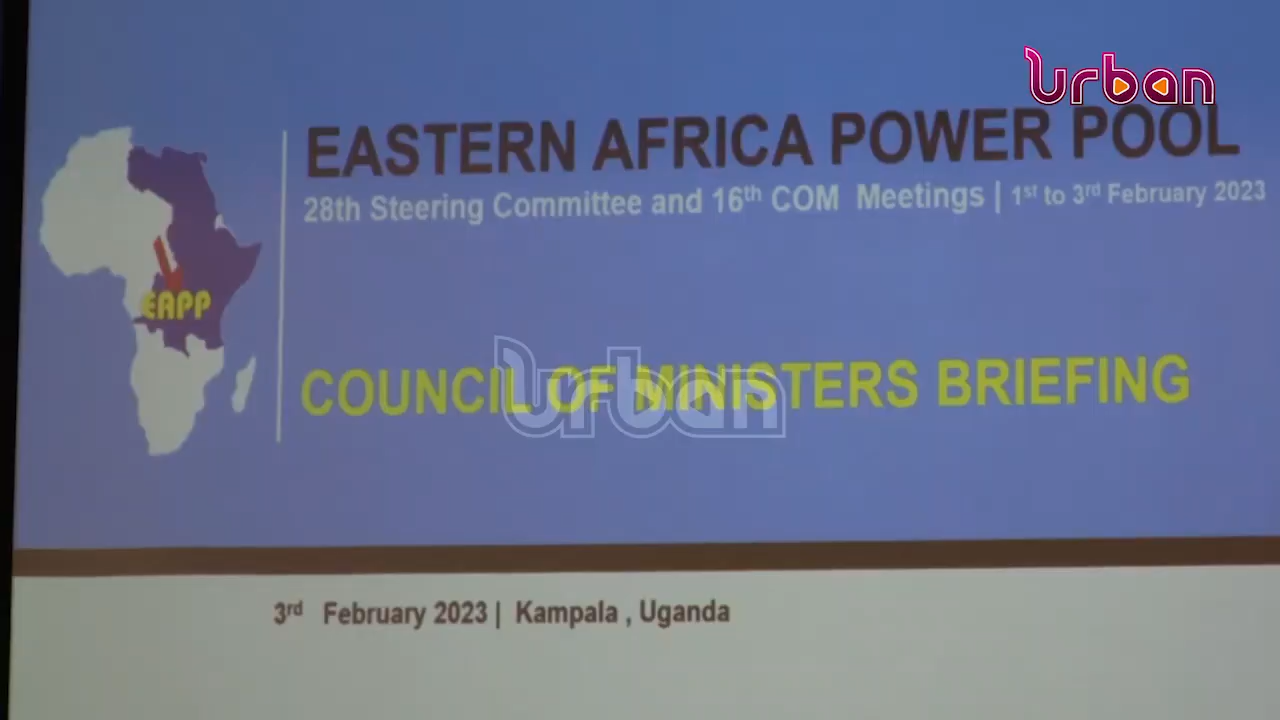 Urban
EASTERN AFRICA POWER POOL
28th Steering Committee and 16th COM Meetings | 1st to 3rd February 2023
EAPP
COUNCIL OF MINISTERS BRIEFING
Urban
3rd February 2023 | Kampala , Uganda